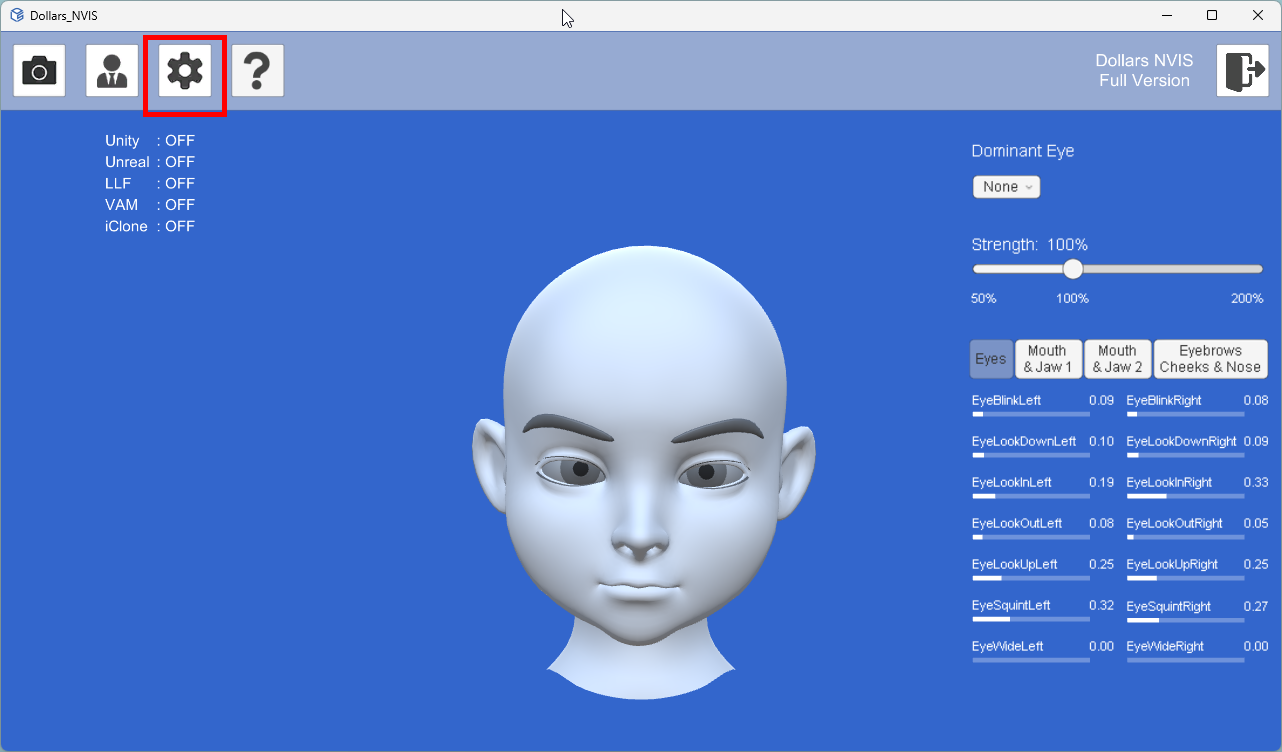 Dollars_NVIS
?
Dollars NVIS
Full Version
Unity : OFF
Unreal : OFF
LLF : OFF
VAM : OFF
iClone : OFF
Dominant Eye
None
Strength: 100%
50% 100% 200%
Eyes
Mouth
& Jaw 1
Mouth
& Jaw 2
Eyebrows
Cheeks & Nose
EyeBlinkLeft 0.09 EyeBlinkRight 0.08
EyeLookDownLeft 0.10 EyeLookDownRight 0.09
EyeLookInLeft 0.19 EyeLookInRight 0.33
EyeLookOutLeft 0.08 EyeLookOutRight 0.05
EyeLookUpLeft 0.25 EyeLookUpRight 0.25
EyeSquintLeft 0.32 EyeSquintRight 0.27
EyeWideLeft 0.00 EyeWideRight 0.00